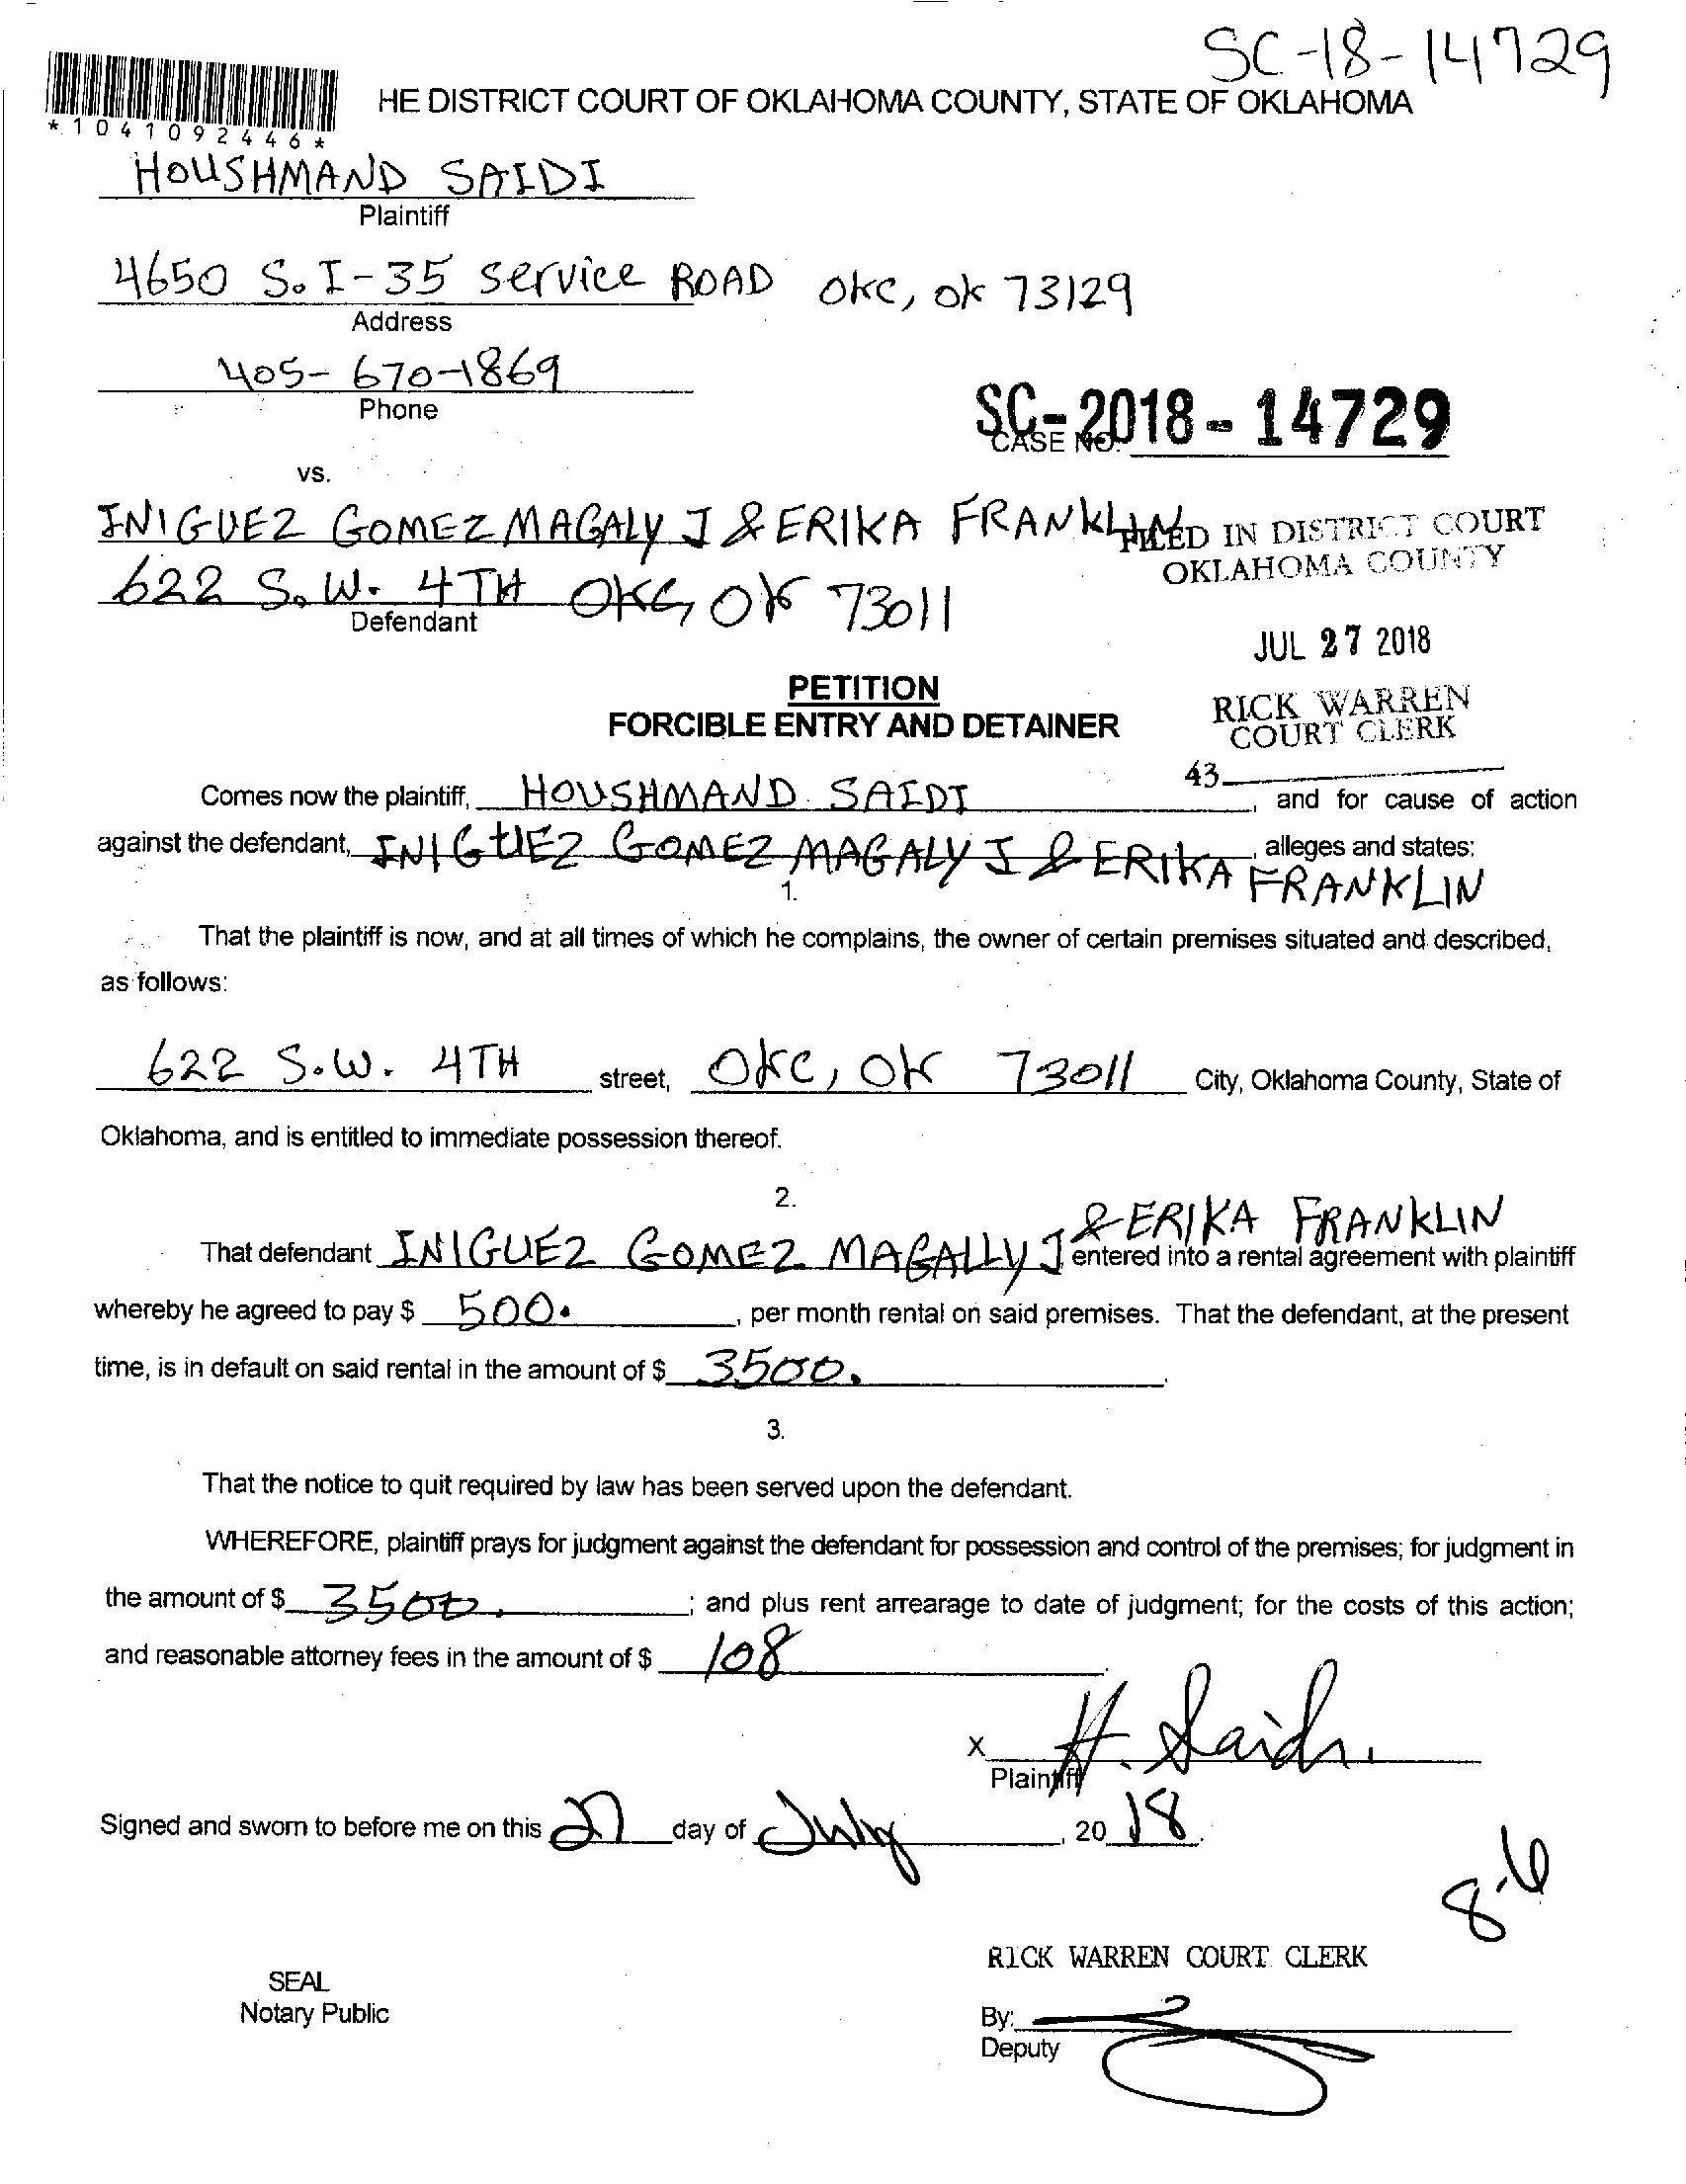 SC-18-14729
HE DISTRICT COURT OF OKLAHOMA COUNTY, STATE OF OKLAHOMA
*1041092446*
HOUSHMAND SAIDI
Plaintiff
4650 S. I-35 Service ROAD OKC, OK 73129
Address
405-670-1869
Phone
SC-2018-14729
CASE NO.
vs.
INIGUEZ GOMEZ MAGALY J & ERIKA FRANKLIN
FILED IN DISTRICT COURT
OKLAHOMA COUNTY
622 S.W. 4TH OKC, OK 73011
Defendant
JUL 27 2018
PETITION
FORCIBLE ENTRY AND DETAINER
RICK WARREN
COURT CLERK
43
Comes now the plaintiff, HOUSHMAND SAIDI, and for cause of action
against the defendant, INIGUEZ GOMEZ MAGALY J & ERIKA FRANKLIN, alleges and states:
1.
That the plaintiff is now, and at all times of which he complains, the owner of certain premises situated and described,
as follows:
622 S.W. 4TH street, OKC, OK 73011 City, Oklahoma County, State of
Oklahoma, and is entitled to immediate possession thereof.
2.
That defendant INIGUEZ GOMEZ MAGALLY J & ERIKA FRANKLIN entered into a rental agreement with plaintiff
whereby he agreed to pay $ 500., per month rental on said premises. That the defendant, at the present
time, is in default on said rental in the amount of $ 3500..
3.
That the notice to quit required by law has been served upon the defendant.
WHEREFORE, plaintiff prays for judgment against the defendant for possession and control of the premises; for judgment in
the amount of $ 3500.; and plus rent arrearage to date of judgment; for the costs of this action;
and reasonable attorney fees in the amount of $ 108.
X H. Saidi
Plaintiff
Signed and sworn to before me on this 27 day of July, 20 18.
8-16
RICK WARREN COURT CLERK
SEAL
Notary Public
By:
Deputy